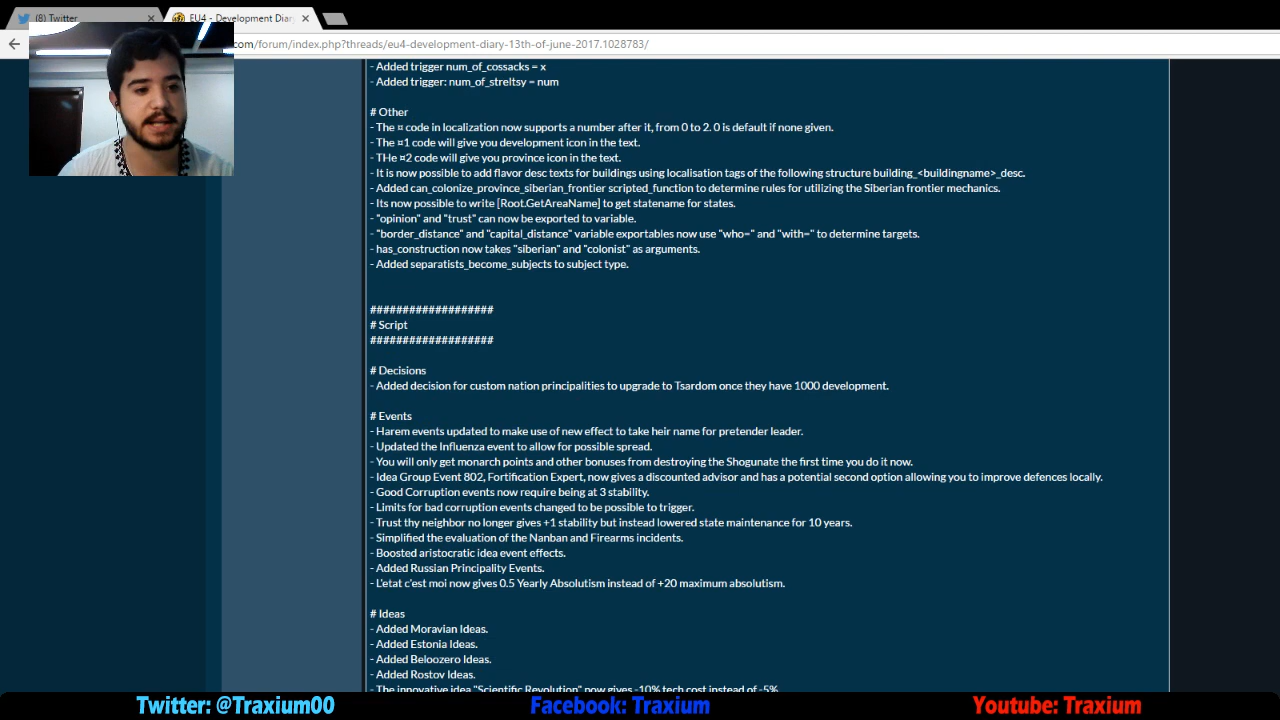 (8) Twitter
EU4 - Development Diar
com/forum/index.php?threads/eu4-development-diary-13th-of-june-2017.1028783/
- Added trigger num_of_cossacks = x
- Added trigger: num_of_streltsy = num
# Other
- The ¤ code in localization now supports a number after it, from 0 to 2. 0 is default if none given.
- The ¤1 code will give you development icon in the text.
- THe ¤2 code will give you province icon in the text.
- It is now possible to add flavor desc texts for buildings using localisation tags of the following structure building_<buildingname>_desc.
- Added can_colonize_province_siberian_frontier scripted_function to determine rules for utilizing the Siberian frontier mechanics.
- Its now possible to write [Root.GetAreaName] to get statename for states.
- "opinion" and "trust" can now be exported to variable.
- "border_distance" and "capital_distance" variable exportables now use "who=" and "with=" to determine targets.
- has_construction now takes "siberian" and "colonist" as arguments.
- Added separatists_become_subjects to subject type.
###################
# Script
###################
# Decisions
- Added decision for custom nation principalities to upgrade to Tsardom once they have 1000 development.
# Events
- Harem events updated to make use of new effect to take heir name for pretender leader.
- Updated the Influenza event to allow for possible spread.
- You will only get monarch points and other bonuses from destroying the Shogunate the first time you do it now.
- Idea Group Event 802, Fortification Expert, now gives a discounted advisor and has a potential second option allowing you to improve defences locally.
- Good Corruption events now require being at 3 stability.
- Limits for bad corruption events changed to be possible to trigger.
- Trust thy neighbor no longer gives +1 stability but instead lowered state maintenance for 10 years.
- Simplified the evaluation of the Nanban and Firearms incidents.
- Boosted aristocratic idea event effects.
- Added Russian Principality Events.
- L'etat c'est moi now gives 0.5 Yearly Absolutism instead of +20 maximum absolutism.
# Ideas
- Added Moravian Ideas.
- Added Estonia Ideas.
- Added Beloozero Ideas.
- Added Rostov Ideas.
- The innovative idea "Scientific Revolution" now gives -10% tech cost instead of -5%
Twitter: @Traxium00
Facebook: Traxium
Youtube: Traxium